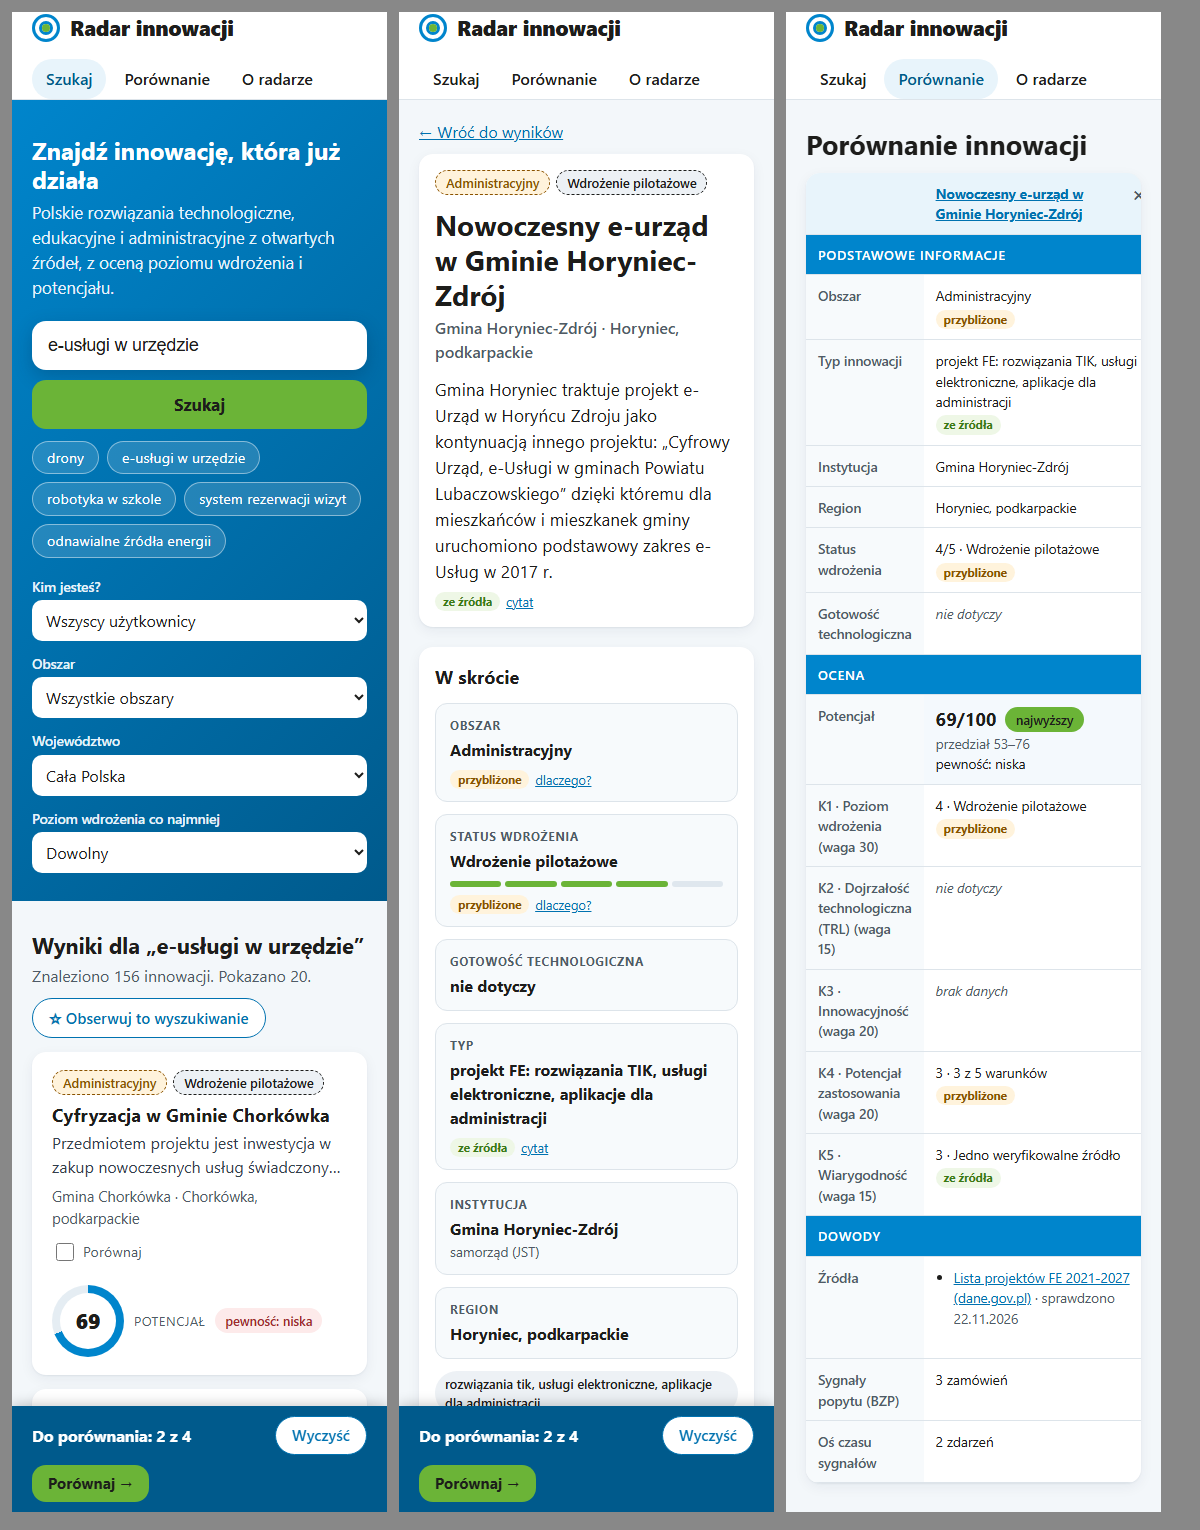 Radar innowacji
Szukaj
Porównanie
O radarze
Znajdź innowację, która już
działa
Polskie rozwiązania technologiczne,
edukacyjne i administracyjne z otwartych
źródeł, z oceną poziomu wdrożenia i
potencjału.
e-usługi w urzędzie
Szukaj
drony
e-usługi w urzędzie
robotyka w szkole
system rezerwacji wizyt
odnawialne źródła energii
Kim jesteś?
Wszyscy użytkownicy
Obszar
Wszystkie obszary
Województwo
Cała Polska
Poziom wdrożenia co najmniej
Dowolny
Wyniki dla „e-usługi w urzędzie”
Znaleziono 156 innowacji. Pokazano 20.
☆ Obserwuj to wyszukiwanie
Administracyjny
Wdrożenie pilotażowe
Cyfryzacja w Gminie Chorkówka
Przedmiotem projektu jest inwestycja w
zakup nowoczesnych usług świadczony...
Gmina Chorkówka · Chorkówka,
podkarpackie
Porównaj
69
POTENCJAŁ
pewność: niska
Do porównania: 2 z 4
Wyczyść
Porównaj →
Radar innowacji
Szukaj
Porównanie
O radarze
← Wróć do wyników
Administracyjny
Wdrożenie pilotażowe
Nowoczesny e-urząd
w Gminie Horyniec-
Zdrój
Gmina Horyniec-Zdrój · Horyniec,
podkarpackie
Gmina Horyniec traktuje projekt e-
Urząd w Horyńcu Zdroju jako
kontynuacją innego projektu: „Cyfrowy
Urząd, e-Usługi w gminach Powiatu
Lubaczowskiego” dzięki któremu dla
mieszkańców i mieszkanek gminy
uruchomiono podstawowy zakres e-
Usług w 2017 r.
ze źródła
cytat
W skrócie
OBSZAR
Administracyjny
przybliżone
dlaczego?
STATUS WDROŻENIA
Wdrożenie pilotażowe
przybliżone
dlaczego?
GOTOWOŚĆ TECHNOLOGICZNA
nie dotyczy
TYP
projekt FE: rozwiązania TIK, usługi
elektroniczne, aplikacje dla
administracji
ze źródła
cytat
INSTYTUCJA
Gmina Horyniec-Zdrój
samorząd (JST)
REGION
Horyniec, podkarpackie
rozwiązania tik, usługi elektroniczne, aplikacje
dla administracji
Do porównania: 2 z 4
Wyczyść
Porównaj →
Radar innowacji
Szukaj
Porównanie
O radarze
Porównanie innowacji
Nowoczesny e-urząd w
Gminie Horyniec-Zdrój
×
PODSTAWOWE INFORMACJE
Obszar
Administracyjny
przybliżone
Typ innowacji
projekt FE: rozwiązania TIK, usługi
elektroniczne, aplikacje dla
administracji
ze źródła
Instytucja
Gmina Horyniec-Zdrój
Region
Horyniec, podkarpackie
Status
wdrożenia
4/5 · Wdrożenie pilotażowe
przybliżone
Gotowość
technologiczna
nie dotyczy
OCENA
Potencjał
69/100 najwyższy
przedział 53–76
pewność: niska
K1 · Poziom
wdrożenia
(waga 30)
4 · Wdrożenie pilotażowe
przybliżone
K2 · Dojrzałość
technologiczna
(TRL) (waga
15)
nie dotyczy
K3 ·
Innowacyjność
(waga 20)
brak danych
K4 · Potencjał
zastosowania
(waga 20)
3 · 3 z 5 warunków
przybliżone
K5 ·
Wiarygodność
(waga 15)
3 · Jedno weryfikowalne źródło
ze źródła
DOWODY
Źródła
• Lista projektów FE 2021-2027
(dane.gov.pl) · sprawdzono
22.11.2026
Sygnały
popytu (BZP)
3 zamówień
Oś czasu
sygnałów
2 zdarzeń